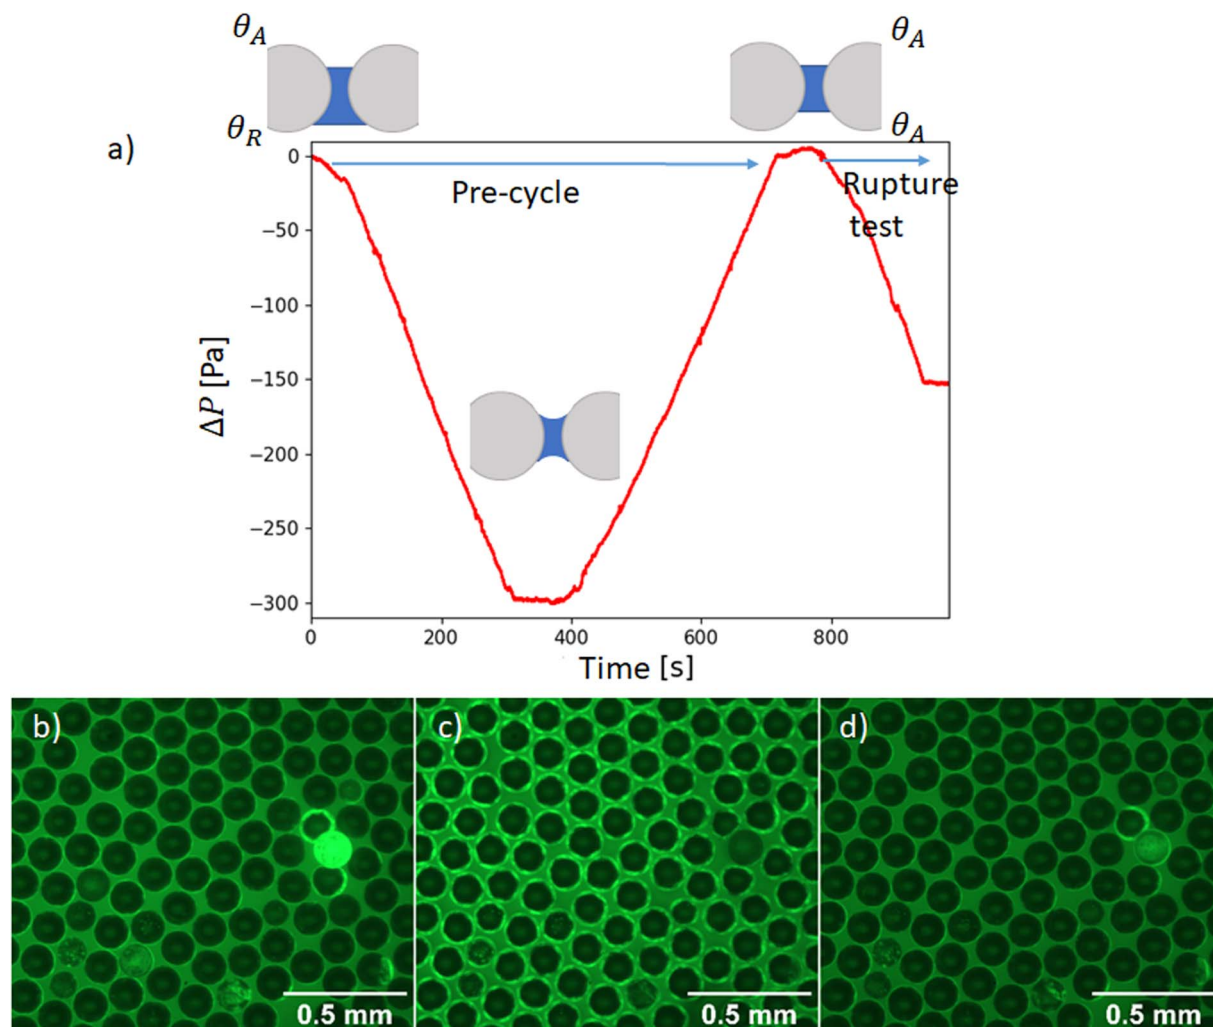 θA
θA
θR
θA
a)
0
Pre-cycle
Rupture
test
−50
−100
−150
−200
−250
−300
ΔP [Pa]
0
200
400
600
800
Time [s]
b)
c)
d)
0.5 mm
0.5 mm
0.5 mm